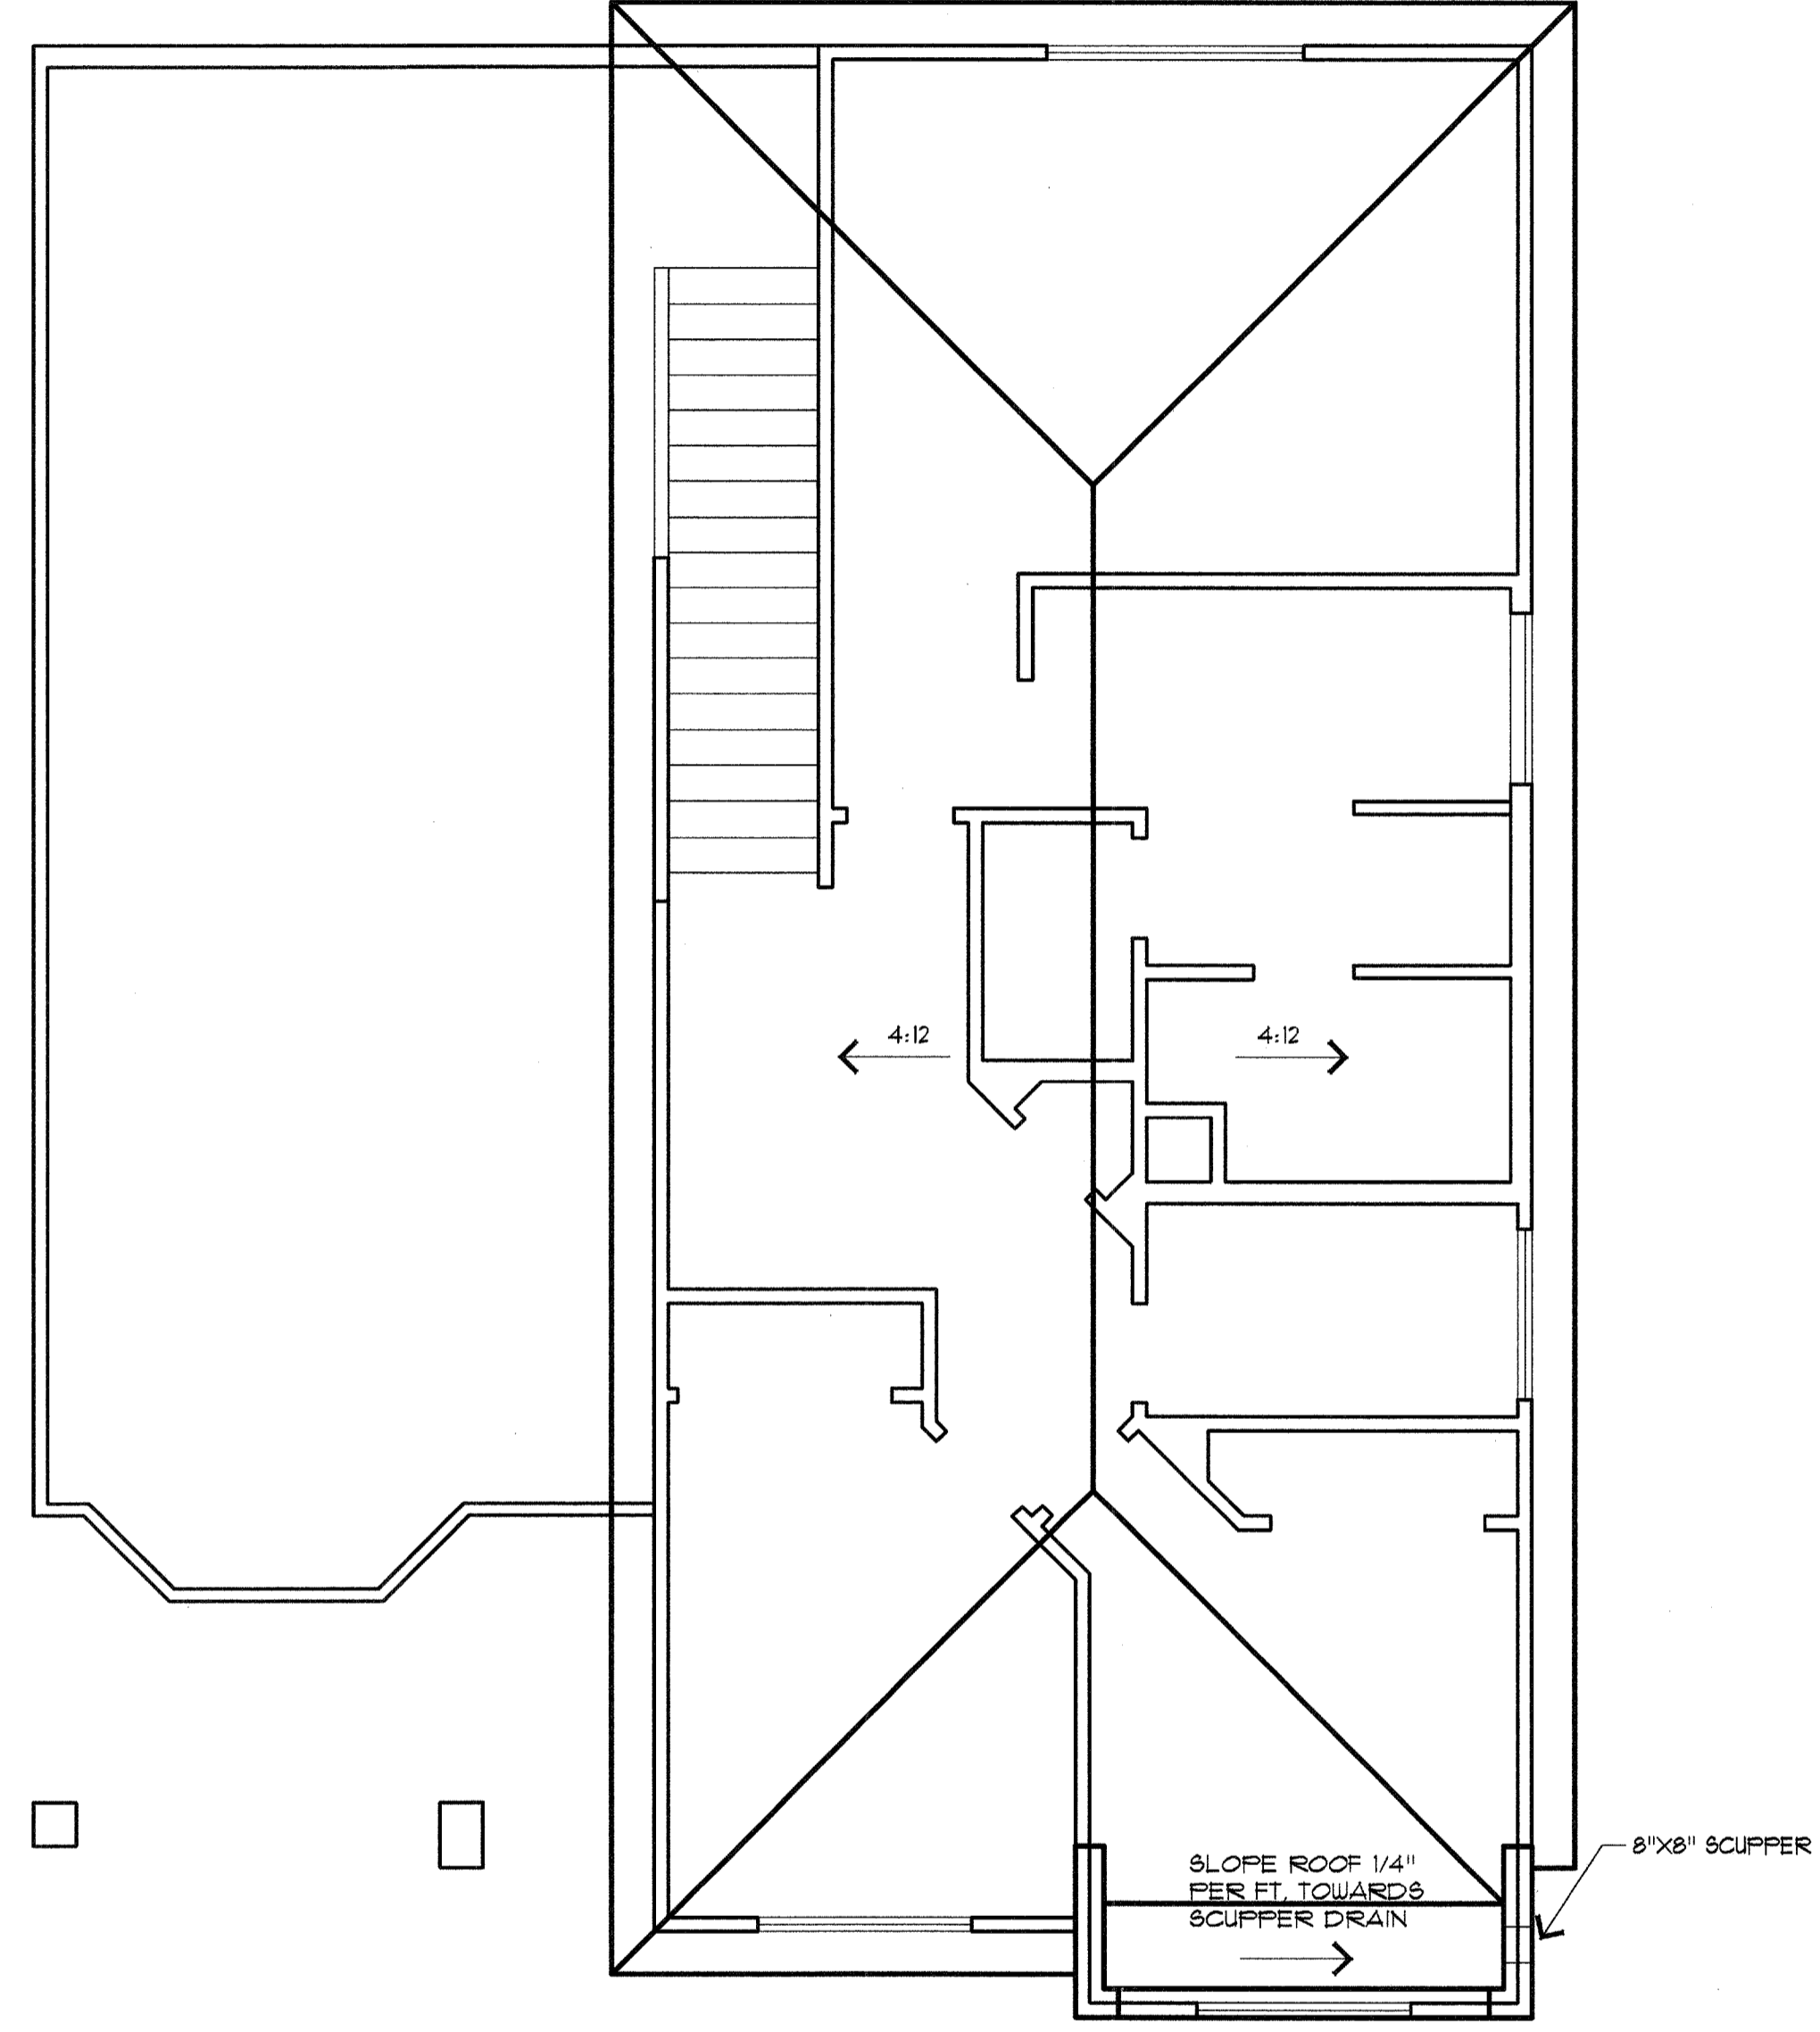 4:12
4:12
8"X8" SCUPPER
SLOPE ROOF 1/4"
PER FT. TOWARDS
SCUPPER DRAIN